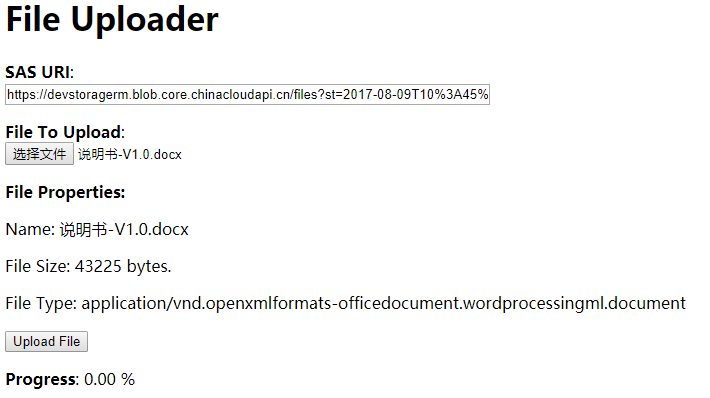 File Uploader
SAS URI:
https://devstoragerm.blob.core.chinacloudapi.cn/files?st=2017-08-09T10%3A45%
File To Upload:
选择文件 说明书-V1.0.docx
File Properties:
Name: 说明书-V1.0.docx
File Size: 43225 bytes.
File Type: application/vnd.openxmlformats-officedocument.wordprocessingml.document
Upload File
Progress: 0.00 %